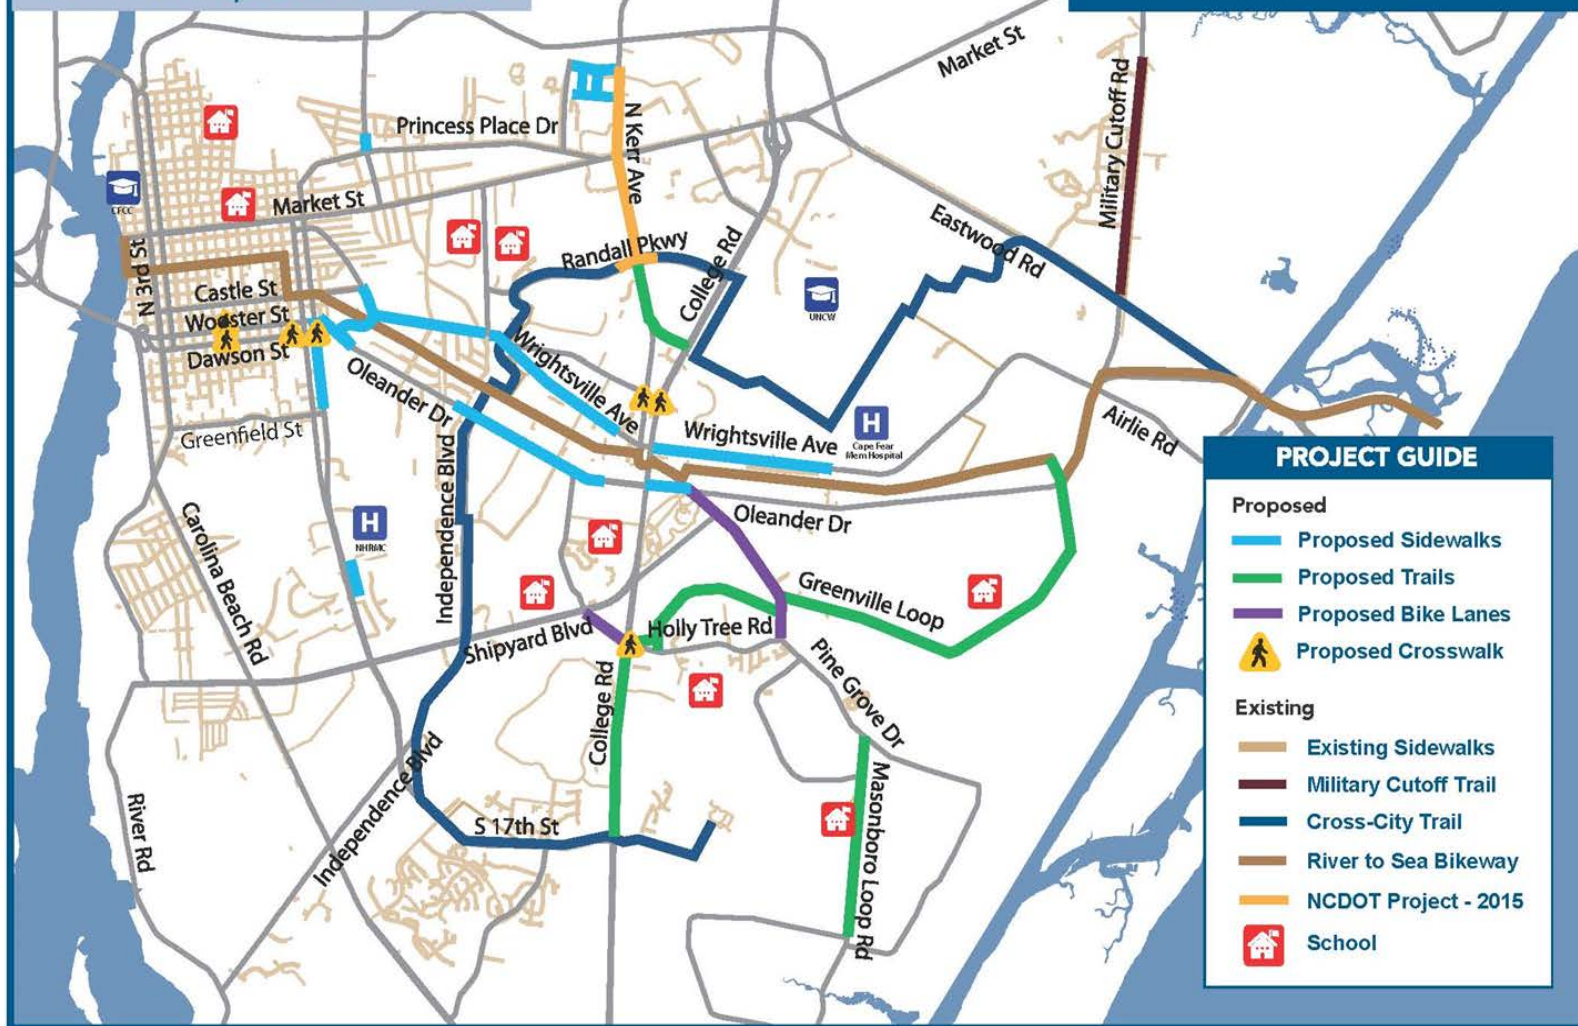 Market St
Military Cutoff Rd
Princess Place Dr
N Kerr Ave
CFCC
Market St
Eastwood Rd
Randall Pkwy
College Rd
N 3rd St
Castle St
UNCW
Wooster St
Dawson St
Wrightsville Ave
Oleander Dr
Airlie Rd
Greenfield St
Wrightsville Ave
Cape Fear
Mem Hospital
H
Independence Blvd
Carolina Beach Rd
H
NHRMC
Oleander Dr
Greenville Loop
Holly Tree Rd
Shipyard Blvd
Pine Grove Dr
College Rd
Independence Blvd
Masonboro Loop Rd
River Rd
S 17th St
PROJECT GUIDE
Proposed
Proposed Sidewalks
Proposed Trails
Proposed Bike Lanes
Proposed Crosswalk
Existing
Existing Sidewalks
Military Cutoff Trail
Cross-City Trail
River to Sea Bikeway
NCDOT Project - 2015
School